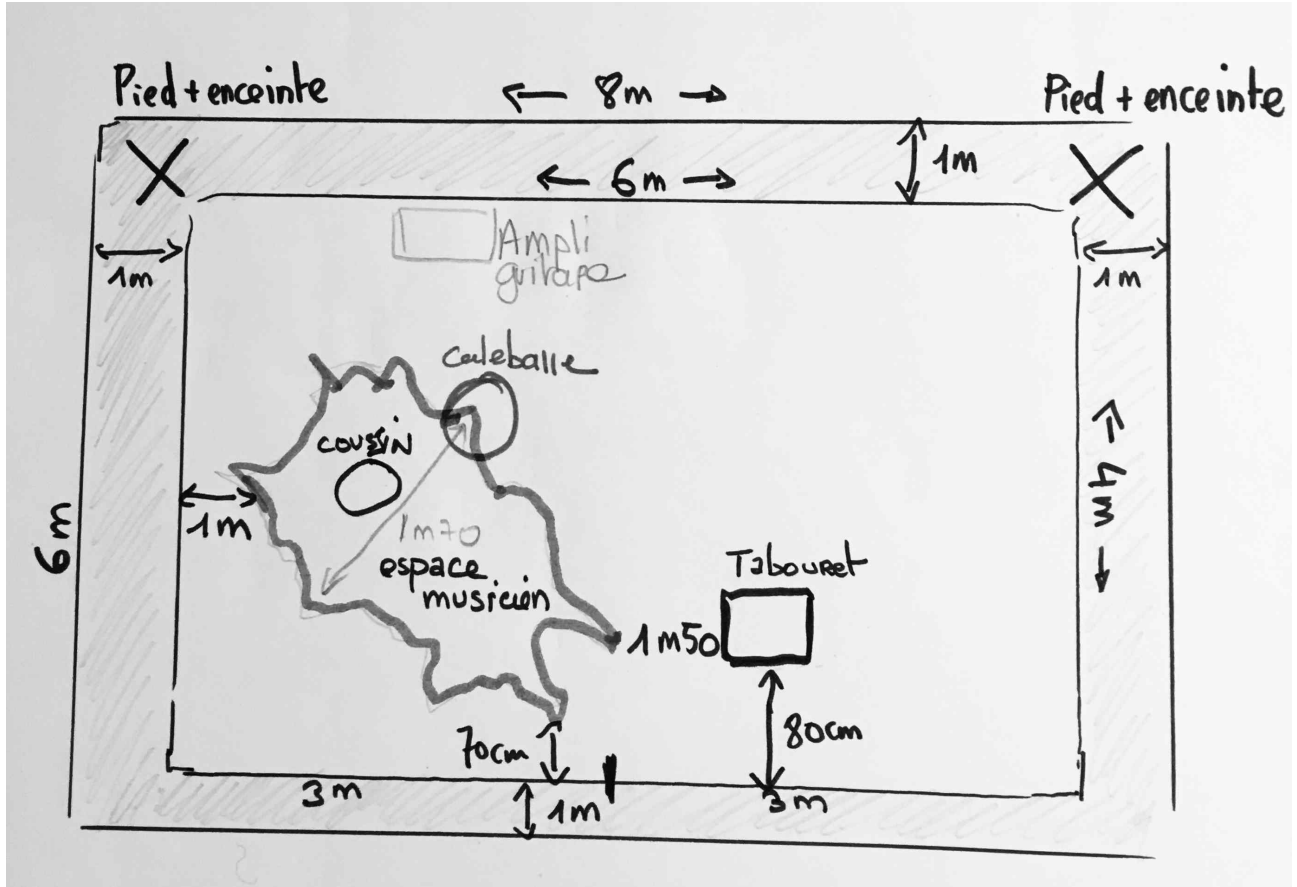 Pied + enceinte
8m
Pied + enceinte
1m
6m
Ampli
guitare
1m
1m
Calebasse
coussin
4m
1m
1m70
6m
espace
musicien
Tabouret
1m50
70cm
80cm
3m
1m
3m